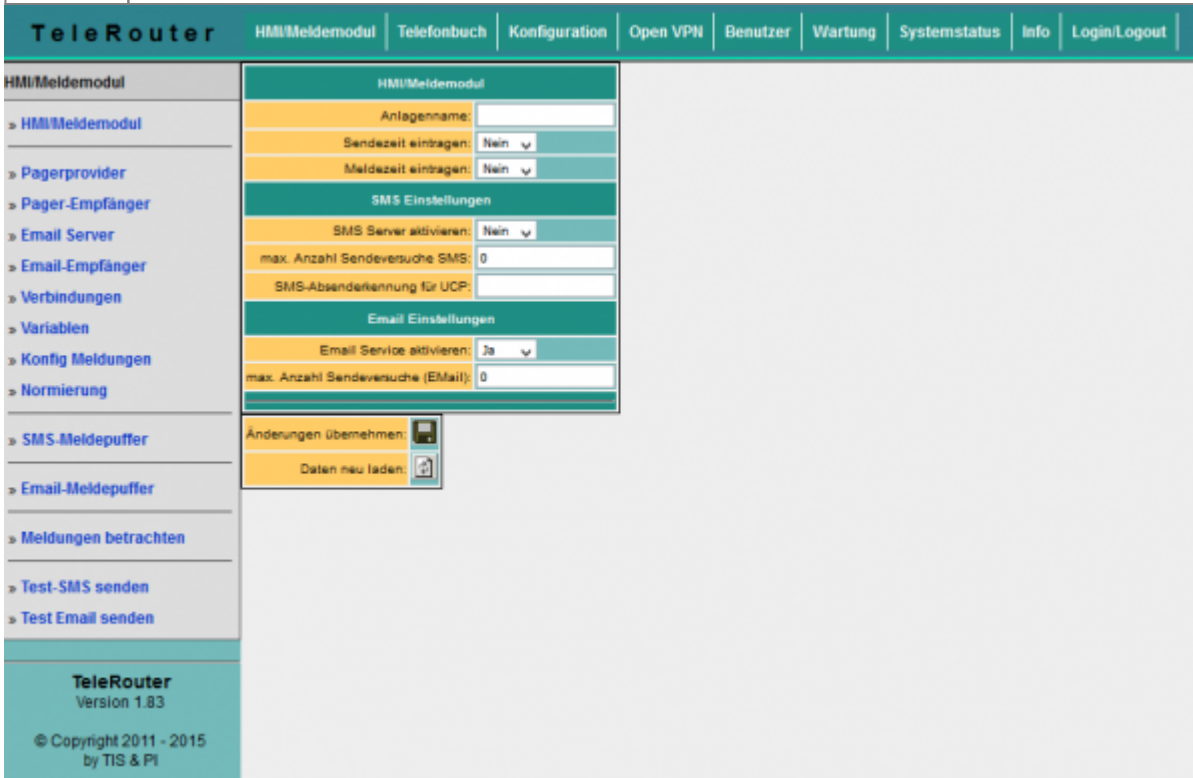 TeleRouter
HMI/Meldemodul
Telefonbuch
Konfiguration
Open VPN
Benutzer
Wartung
Systemstatus
Info
Login/Logout
HMI/Meldemodul
» HMI/Meldemodul
» Pagerprovider
» Pager-Empfänger
» Email Server
» Email-Empfänger
» Verbindungen
» Variablen
» Konfig Meldungen
» Normierung
» SMS-Meldepuffer
» Email-Meldepuffer
» Meldungen betrachten
» Test-SMS senden
» Test Email senden
TeleRouter
Version 1.83
© Copyright 2011 - 2015
by TIS & PI
HMI/Meldemodul
Anlagenname:
Sendezeit eintragen: Nein
Meldezeit eintragen: Nein
SMS Einstellungen
SMS Server aktivieren: Nein
max. Anzahl Sendeversuche SMS: 0
SMS-Absenderkennung für UCP:
Email Einstellungen
Email Service aktivieren: Ja
max. Anzahl Sendeversuche (EMail): 0
Änderungen übernehmen:
Daten neu laden: